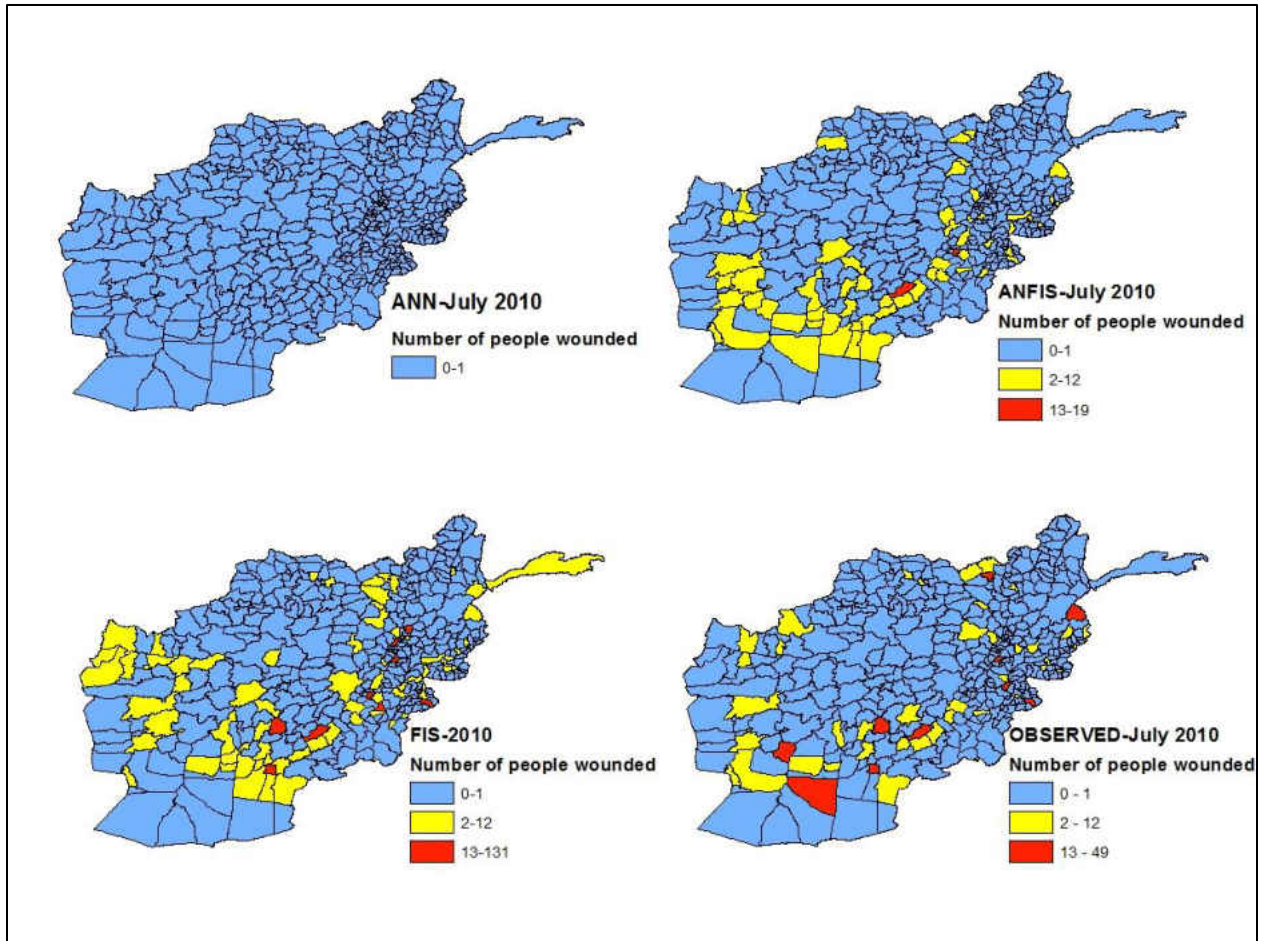 ANN-July 2010
Number of people wounded
0-1
ANFIS-July 2010
Number of people wounded
0-1
2-12
13-19
FIS-2010
Number of people wounded
0-1
2-12
13-131
OBSERVED-July 2010
Number of people wounded
0 - 1
2 - 12
13 - 49